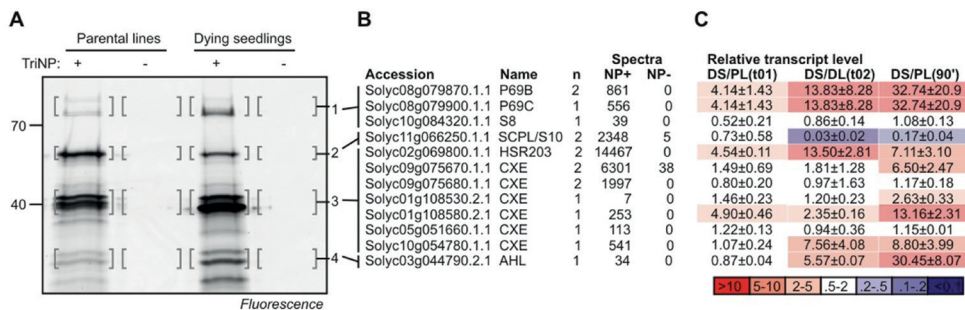 A
Parental lines Dying seedlings
TriNP: + - + -
70
40
1
2
3
4
Fluorescence
B
Spectra
Accession Name n NP+ NP-
Solyc08g079870.1.1 P69B 2 861 0
Solyc08g079900.1.1 P69C 1 556 0
Solyc10g084320.1.1 S8 1 39 0
Solyc11g066250.1.1 SCPL/S10 2 2348 5
Solyc02g069800.1.1 HSR203 2 14467 0
Solyc09g075670.1.1 CXE 2 6301 38
Solyc09g075680.1.1 CXE 2 1997 0
Solyc01g108530.2.1 CXE 1 7 0
Solyc01g108580.2.1 CXE 1 253 0
Solyc05g051660.1.1 CXE 1 113 0
Solyc10g054780.1.1 CXE 1 541 0
Solyc03g044790.2.1 AHL 1 34 0
C
Relative transcript level
DS/PL(t01) DS/DL(t02) DS/PL(90')
4.14±1.43 13.83±8.28 32.74±20.9
4.14±1.43 13.83±8.28 32.74±20.9
0.52±0.21 0.86±0.14 1.08±0.13
0.73±0.58 0.03±0.02 0.17±0.04
4.54±0.11 13.50±2.81 7.11±3.10
1.49±0.69 1.81±1.28 6.50±2.47
0.80±0.20 0.97±1.63 1.17±0.18
1.46±0.23 1.20±0.23 2.63±0.33
4.90±0.46 2.35±0.16 13.16±2.31
1.22±0.13 0.94±0.36 1.15±0.01
1.07±0.24 7.56±4.08 8.80±3.99
0.87±0.04 5.57±0.07 30.45±8.07
>10 5-10 2-5 .5-2 .2-.5 .1-.2 <0.1